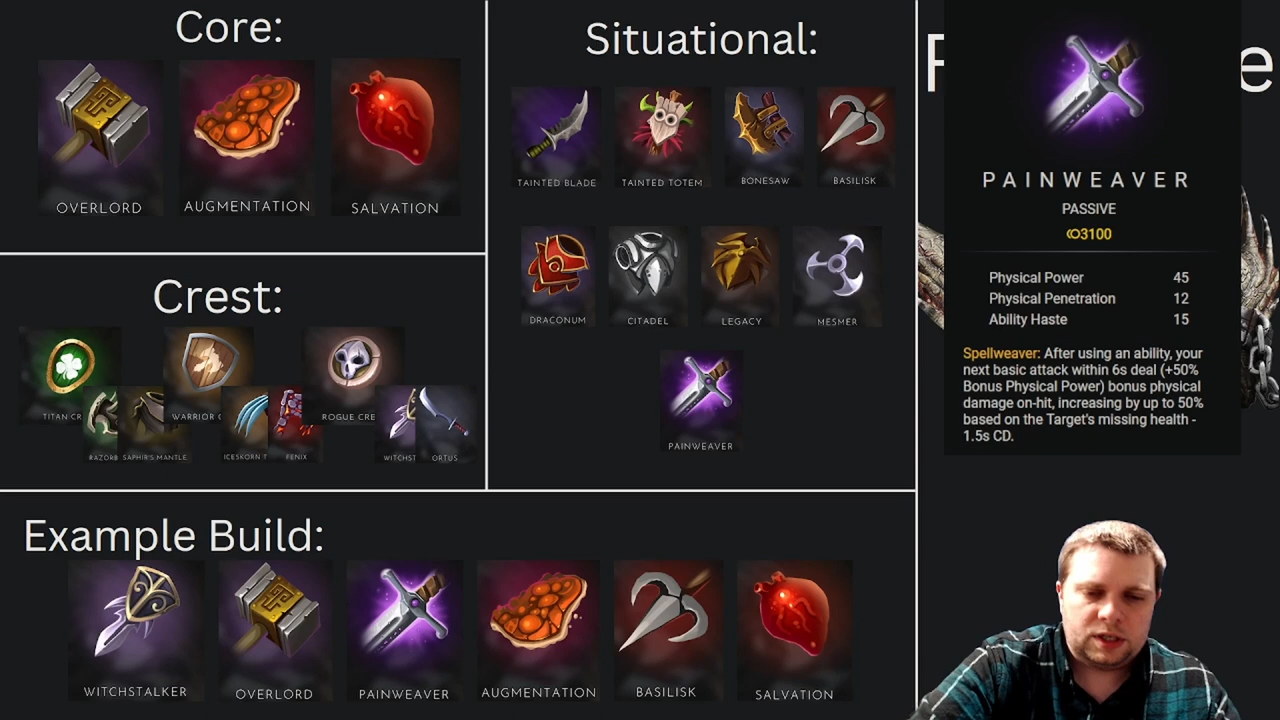 Core:
OVERLORD
AUGMENTATION
SALVATION
Crest:
TITAN CR
WARRIOR
ROGUE CRE
RAZORB
SAPHIR'S MANTLE
ICESKORN T
FENIX
WITCHST
ORTUS
Situational:
TAINTED BLADE
TAINTED TOTEM
BONESAW
BASILISK
DRACONUM
CITADEL
LEGACY
MESMER
PAINWEAVER
Example Build:
WITCHSTALKER
OVERLORD
PAINWEAVER
AUGMENTATION
BASILISK
SALVATION
PAINWEAVER
PASSIVE
3100
Physical Power 45
Physical Penetration 12
Ability Haste 15
Spellweaver: After using an ability, your
next basic attack within 6s deal (+50%
Bonus Physical Power) bonus physical
damage on-hit, increasing by up to 50%
based on the Target's missing health -
1.5s CD.